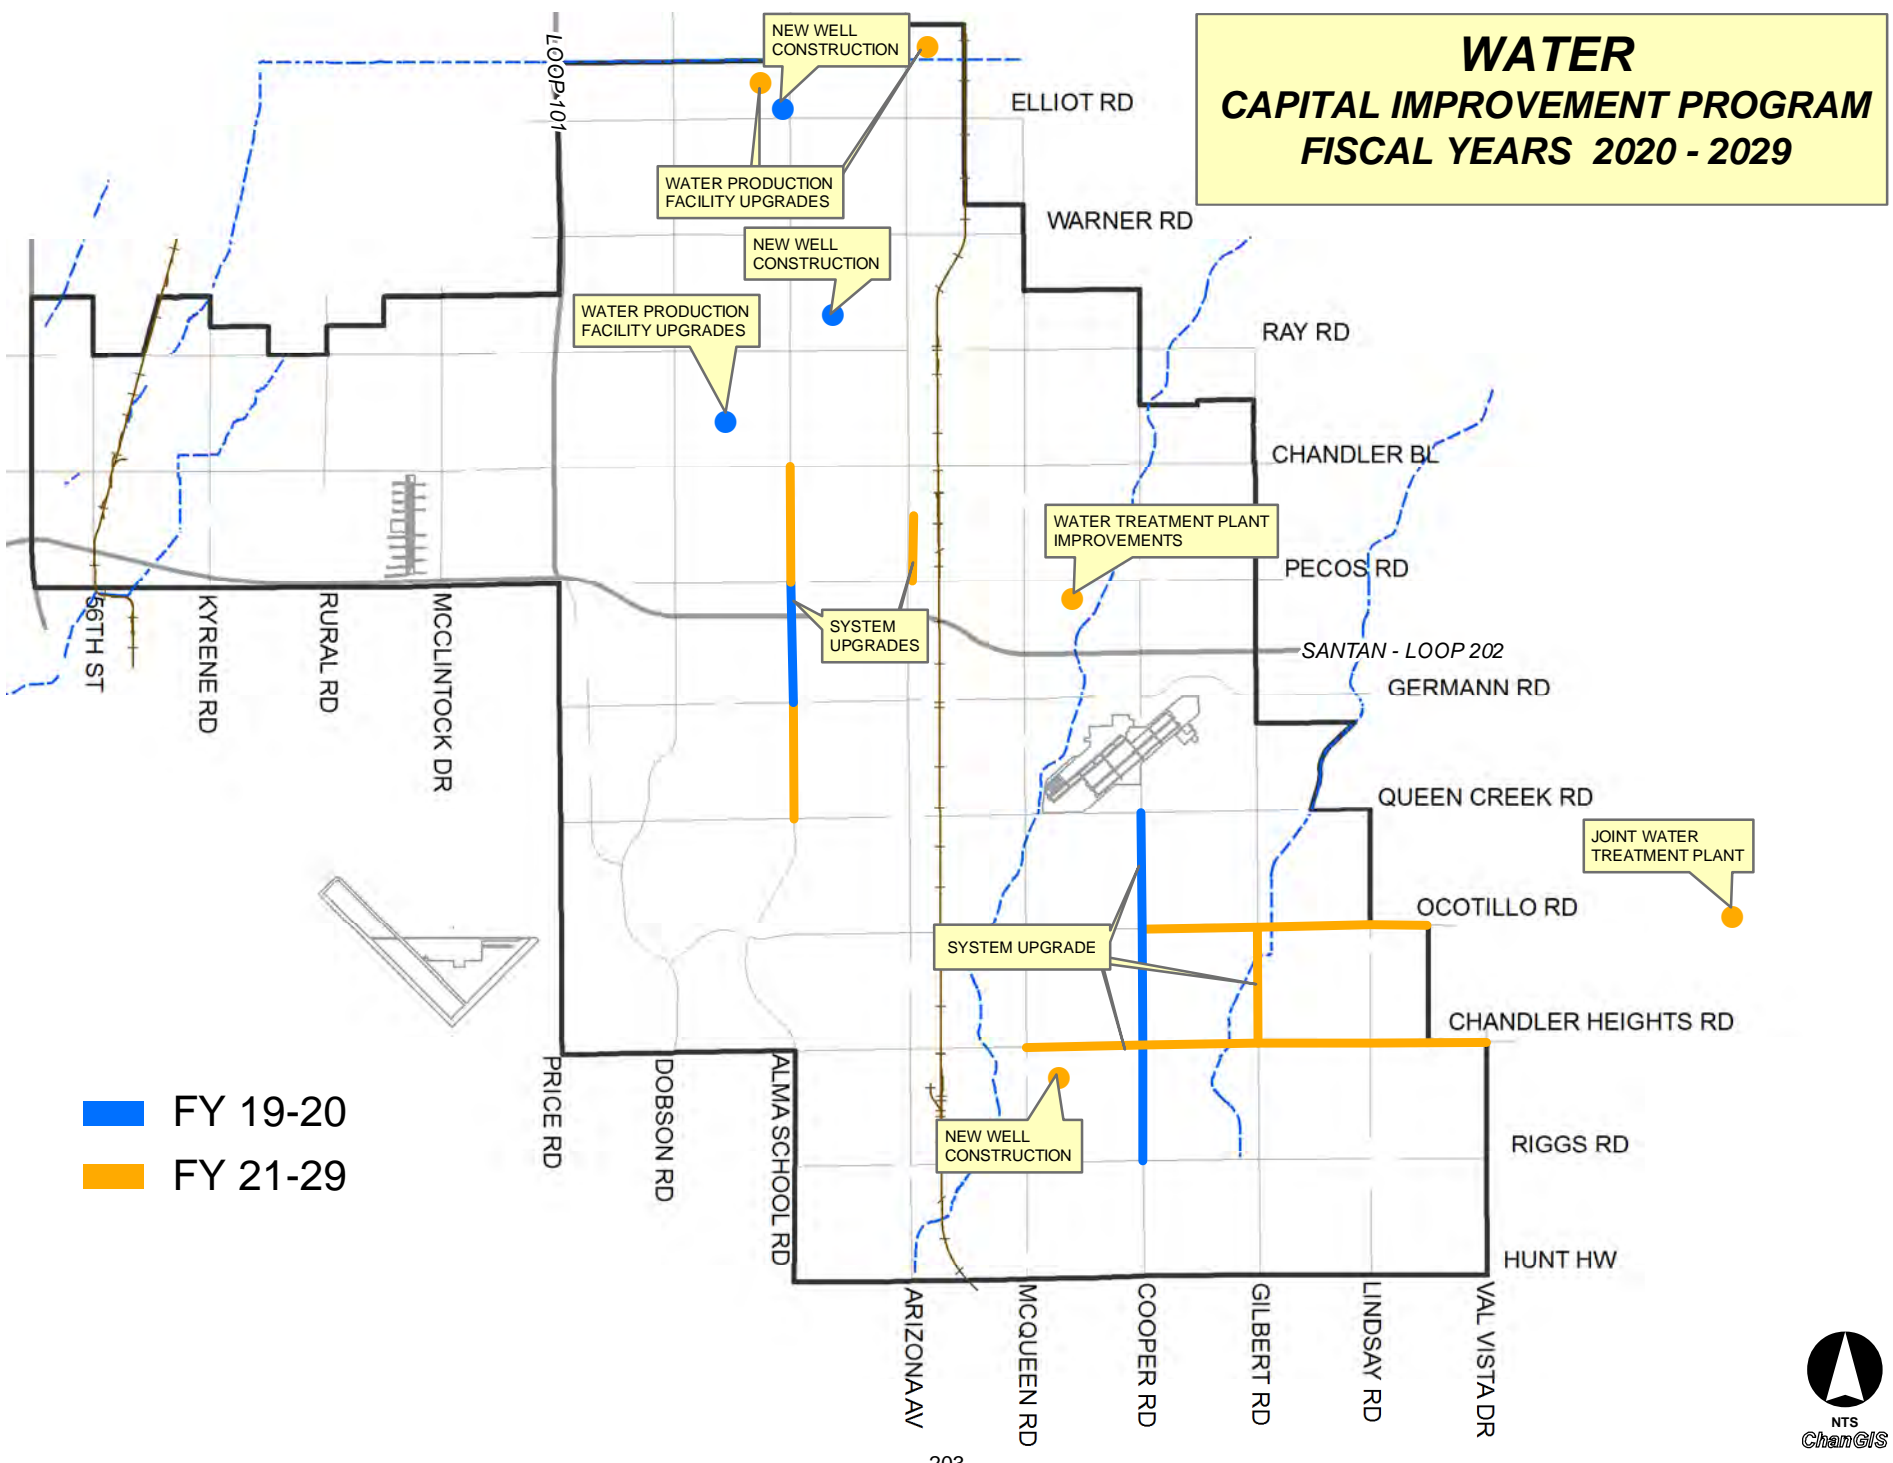 WATER
CAPITAL IMPROVEMENT PROGRAM
FISCAL YEARS 2020 - 2029
NEW WELL
CONSTRUCTION
LOOP 101
ELLIOT RD
WATER PRODUCTION
FACILITY UPGRADES
WARNER RD
NEW WELL
CONSTRUCTION
WATER PRODUCTION
FACILITY UPGRADES
RAY RD
CHANDLER BL
WATER TREATMENT PLANT
IMPROVEMENTS
PECOS RD
SYSTEM
UPGRADES
SANTAN - LOOP 202
GERMANN RD
56TH ST
KYRENE RD
RURAL RD
MCCLINTOCK DR
QUEEN CREEK RD
JOINT WATER
TREATMENT PLANT
OCOTILLO RD
SYSTEM UPGRADE
CHANDLER HEIGHTS RD
PRICE RD
DOBSON RD
ALMA SCHOOL RD
NEW WELL
CONSTRUCTION
FY 19-20
FY 21-29
RIGGS RD
HUNT HW
ARIZONA AV
MCQUEEN RD
COOPER RD
GILBERT RD
LINDSAY RD
VAL VISTA DR
NTS
ChanGIS
203